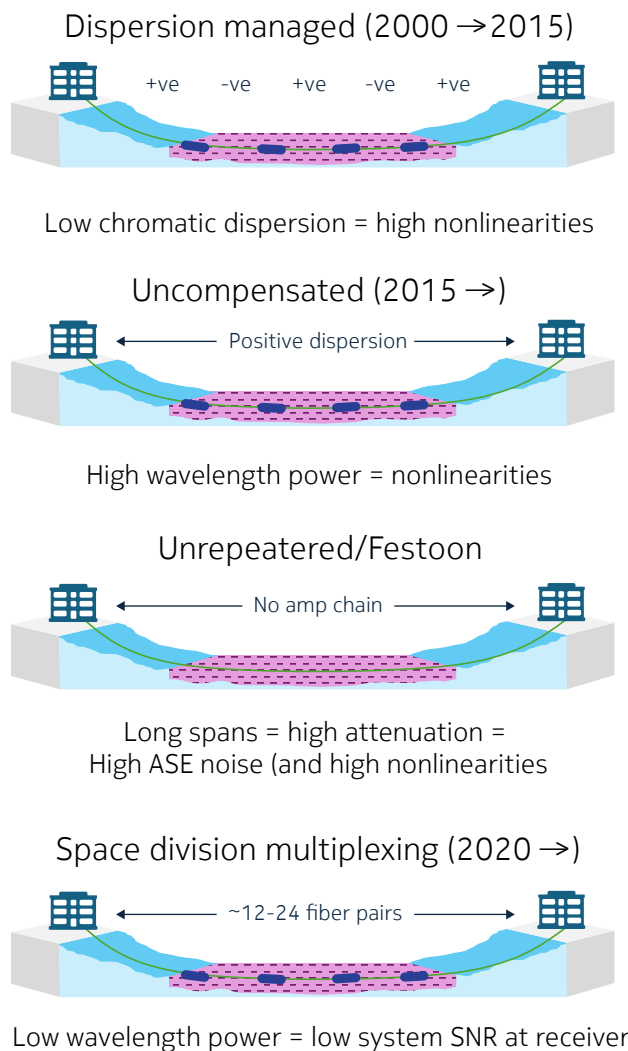 Dispersion managed (2000 → 2015)
+ve -ve +ve -ve +ve
Low chromatic dispersion = high nonlinearities
Uncompensated (2015 →)
Positive dispersion
High wavelength power = nonlinearities
Unrepeatered/Festoon
No amp chain
Long spans = high attenuation =
High ASE noise (and high nonlinearities
Space division multiplexing (2020 →)
~12-24 fiber pairs
Low wavelength power = low system SNR at receiver